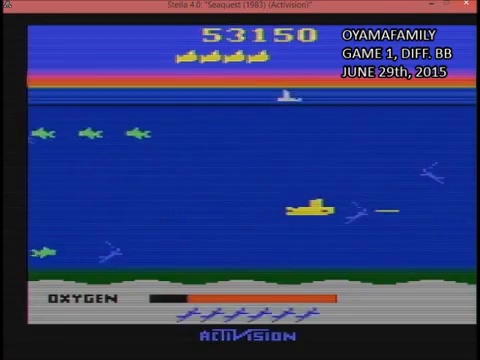 Stella 4.0: "Seaquest (1983) (Activision)"
53150
OYAMAFAMILY
GAME 1, DIFF. BB
JUNE 29th, 2015
OXYGEN
ACTIVISION